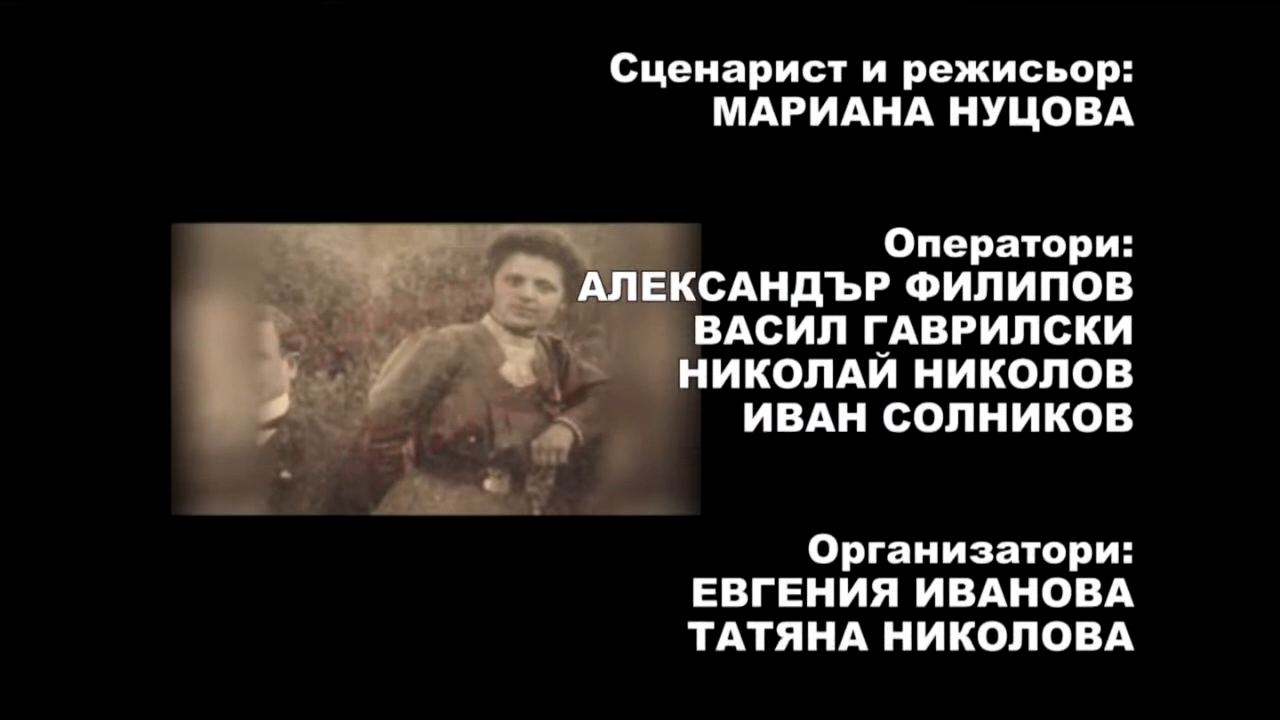 Сценарист и режисьор:
МАРИАНА НУЦОВА
Оператори:
АЛЕКСАНДЪР ФИЛИПОВ
ВАСИЛ ГАВРИЛСКИ
НИКОЛАЙ НИКОЛОВ
ИВАН СОЛНИКОВ
Организатори:
ЕВГЕНИЯ ИВАНОВА
ТАТЯНА НИКОЛОВА